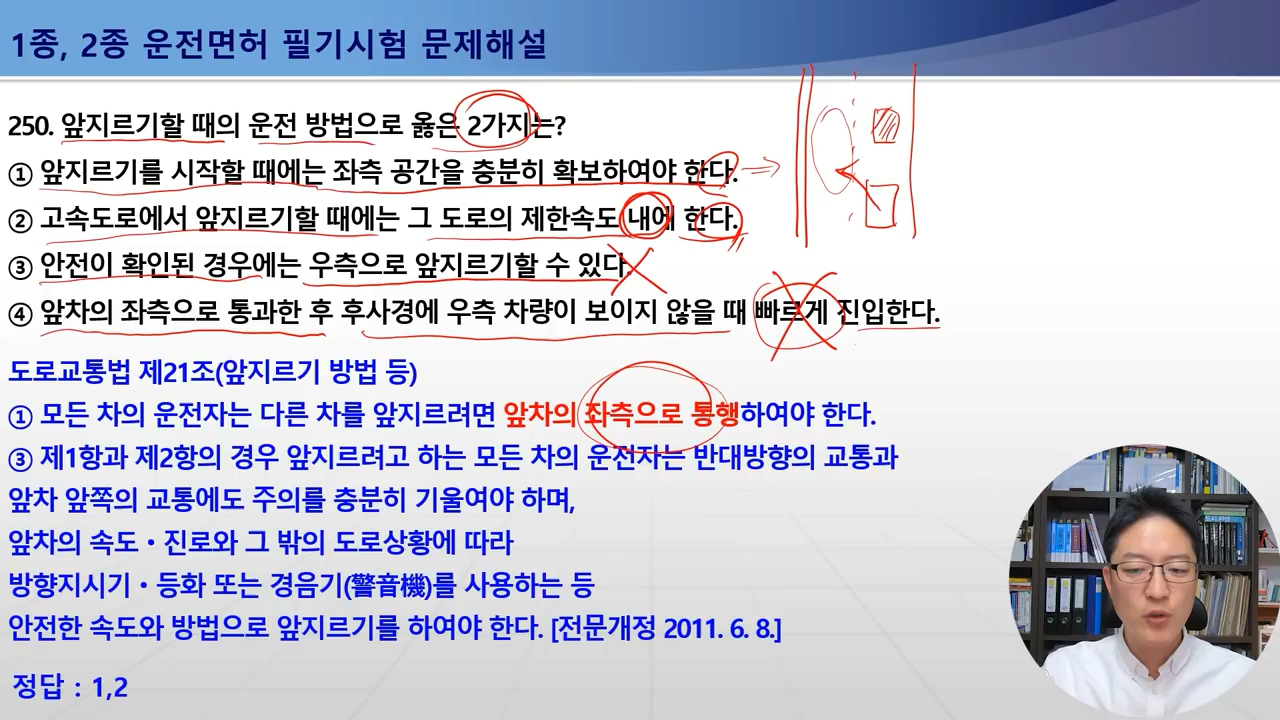 1종, 2종 운전면허 필기시험 문제해설
250. 앞지르기할 때의 운전 방법으로 옳은 2가지는?
① 앞지르기를 시작할 때에는 좌측 공간을 충분히 확보하여야 한다.
② 고속도로에서 앞지르기할 때에는 그 도로의 제한속도 내에 한다.
③ 안전이 확인된 경우에는 우측으로 앞지르기할 수 있다.
④ 앞차의 좌측으로 통과한 후 후사경에 우측 차량이 보이지 않을 때 빠르게 진입한다.
도로교통법 제21조(앞지르기 방법 등)
① 모든 차의 운전자는 다른 차를 앞지르려면 앞차의 좌측으로 통행하여야 한다.
③ 제1항과 제2항의 경우 앞지르려고 하는 모든 차의 운전자는 반대방향의 교통과
앞차 앞쪽의 교통에도 주의를 충분히 기울여야 하며,
앞차의 속도·진로와 그 밖의 도로상황에 따라
방향지시기·등화 또는 경음기(警音機)를 사용하는 등
안전한 속도와 방법으로 앞지르기를 하여야 한다. [전문개정 2011. 6. 8.]
정답 : 1,2